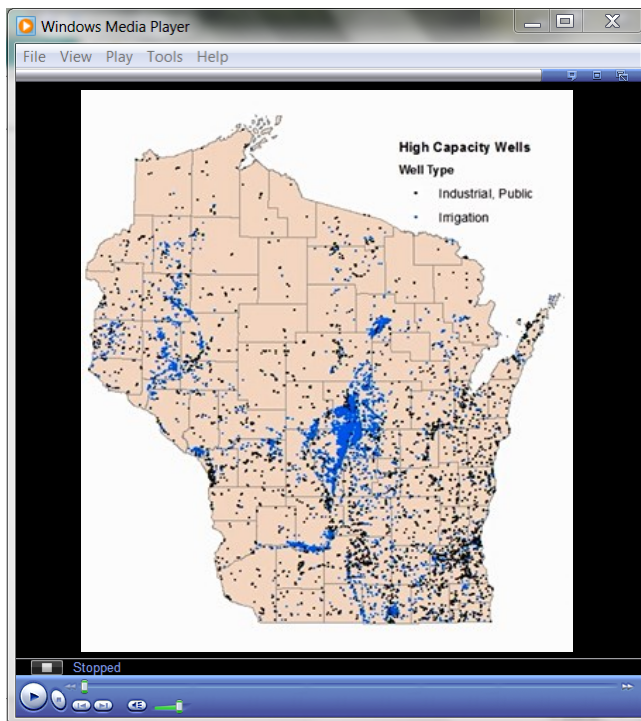 Windows Media Player
File View Play Tools Help
High Capacity Wells
Well Type
Industrial, Public
Irrigation
Stopped